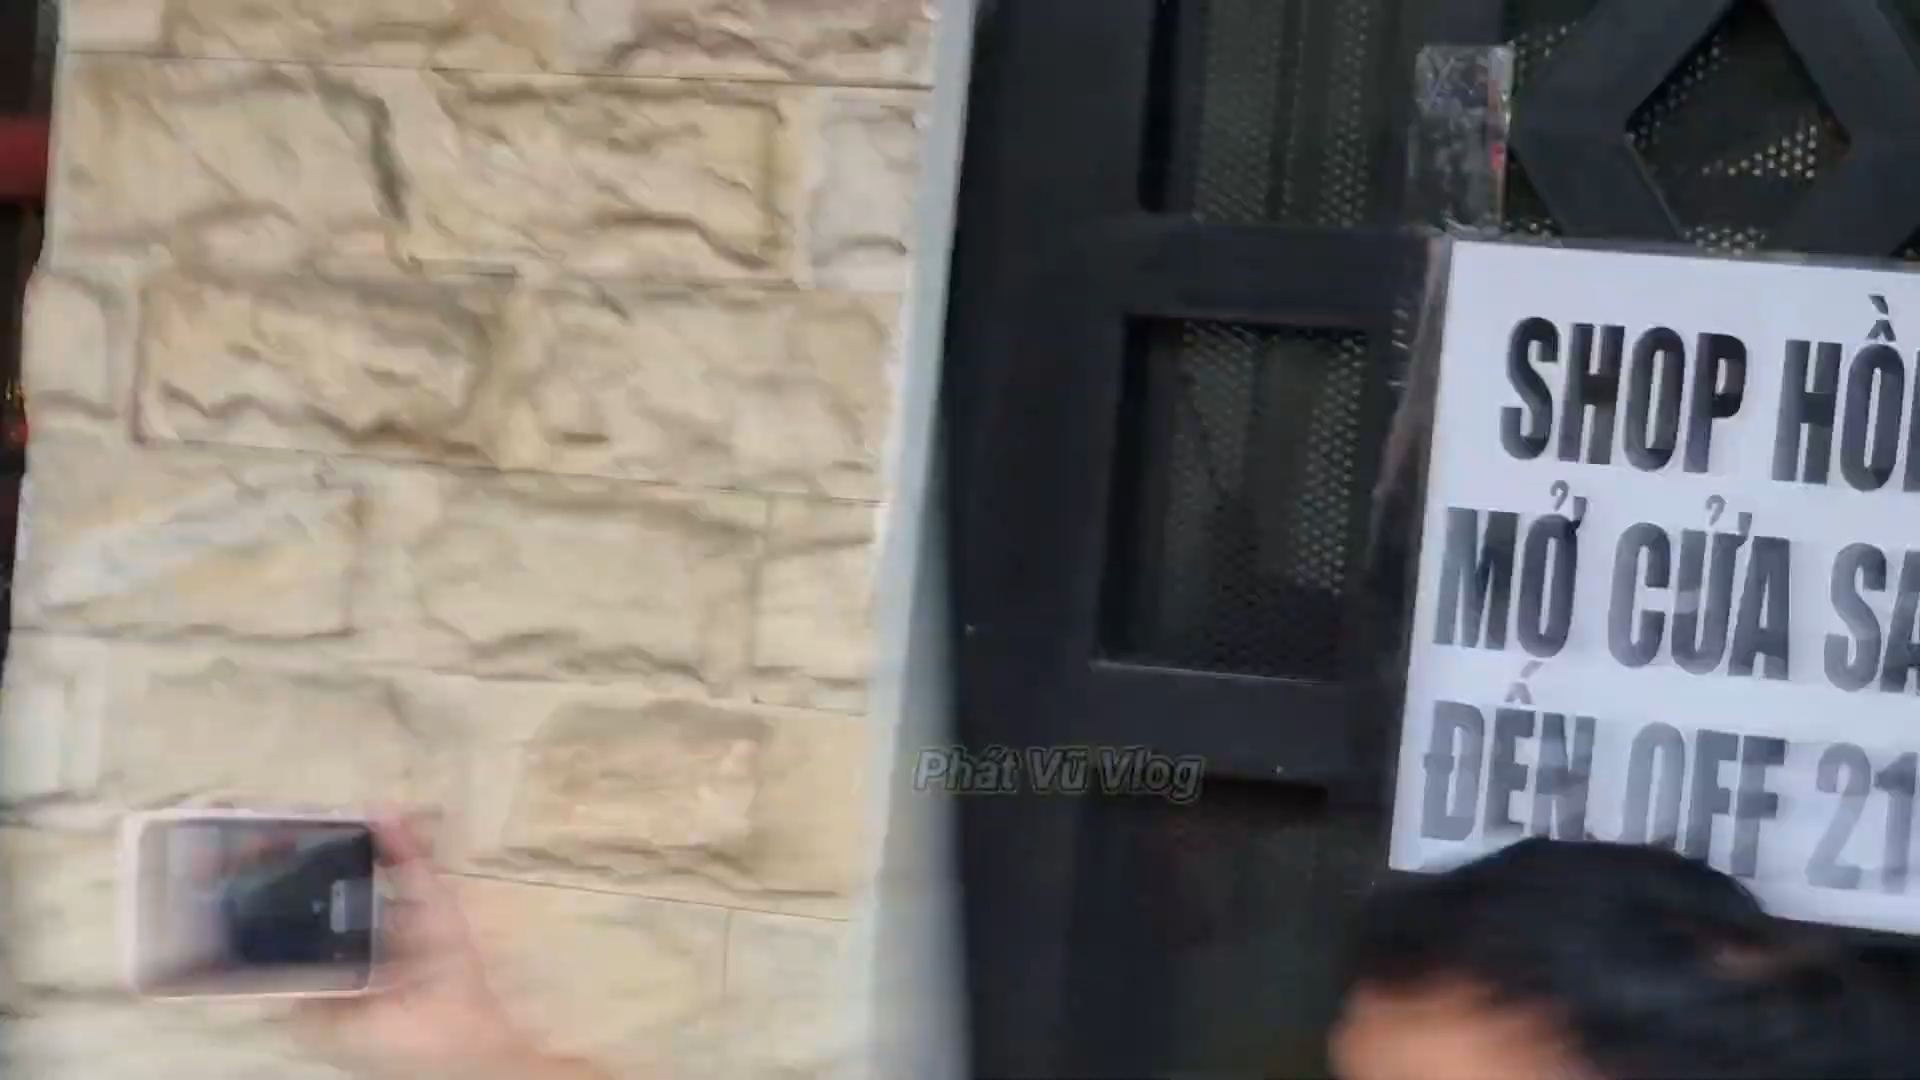 SHOP HỒ
MỞ CỬA SA
ĐẾN OFF 21
Phát Vũ Vlog